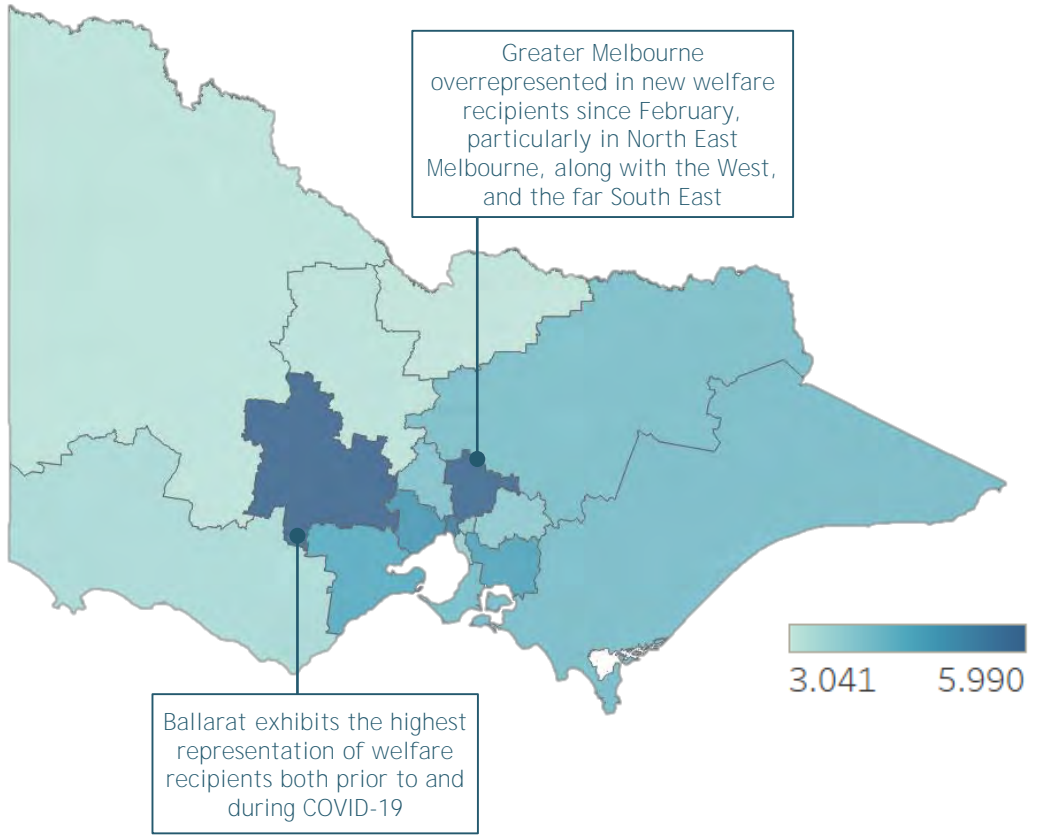 Greater Melbourne
overrepresented in new welfare
recipients since February,
particularly in North East
Melbourne, along with the West,
and the far South East
3.041
5.990
Ballarat exhibits the highest
representation of welfare
recipients both prior to and
during COVID-19